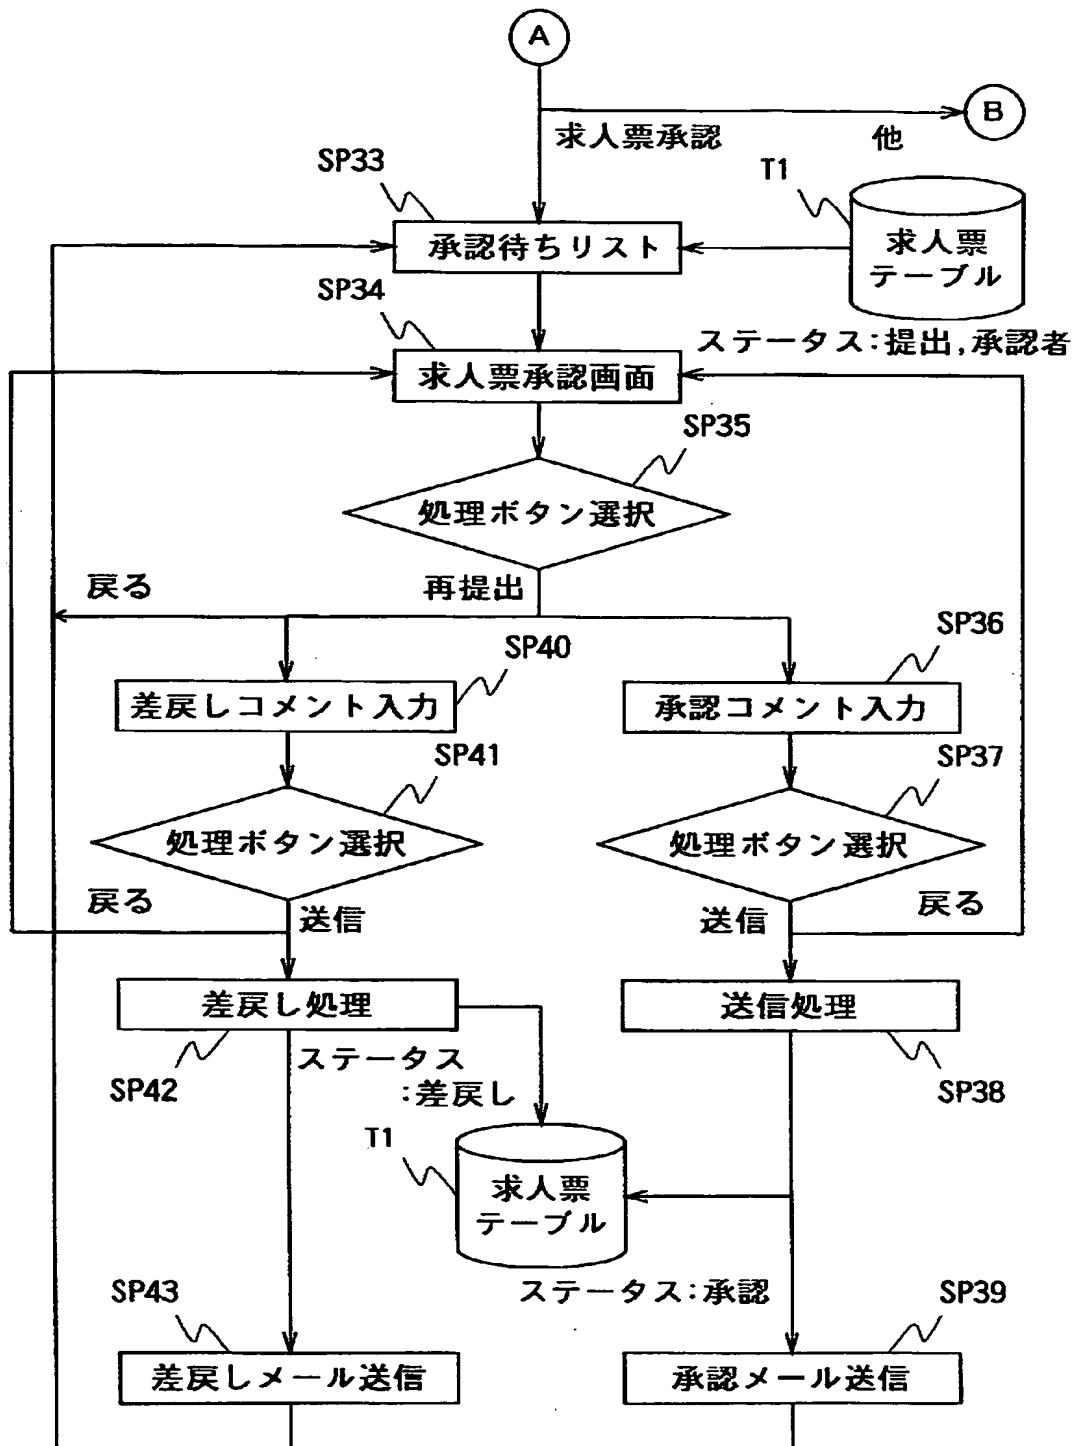 A
B
求人票承認
他
SP33
T1
承認待ちリスト
求人票
テーブル
SP34
ステータス:提出,承認者
求人票承認画面
SP35
処理ボタン選択
戻る
再提出
SP40
SP36
差戻しコメント入力
承認コメント入力
SP41
SP37
処理ボタン選択
処理ボタン選択
戻る
送信
送信
戻る
差戻し処理
送信処理
ステータス
:差戻し
SP42
SP38
T1
求人票
テーブル
SP43
ステータス:承認
SP39
差戻しメール送信
承認メール送信